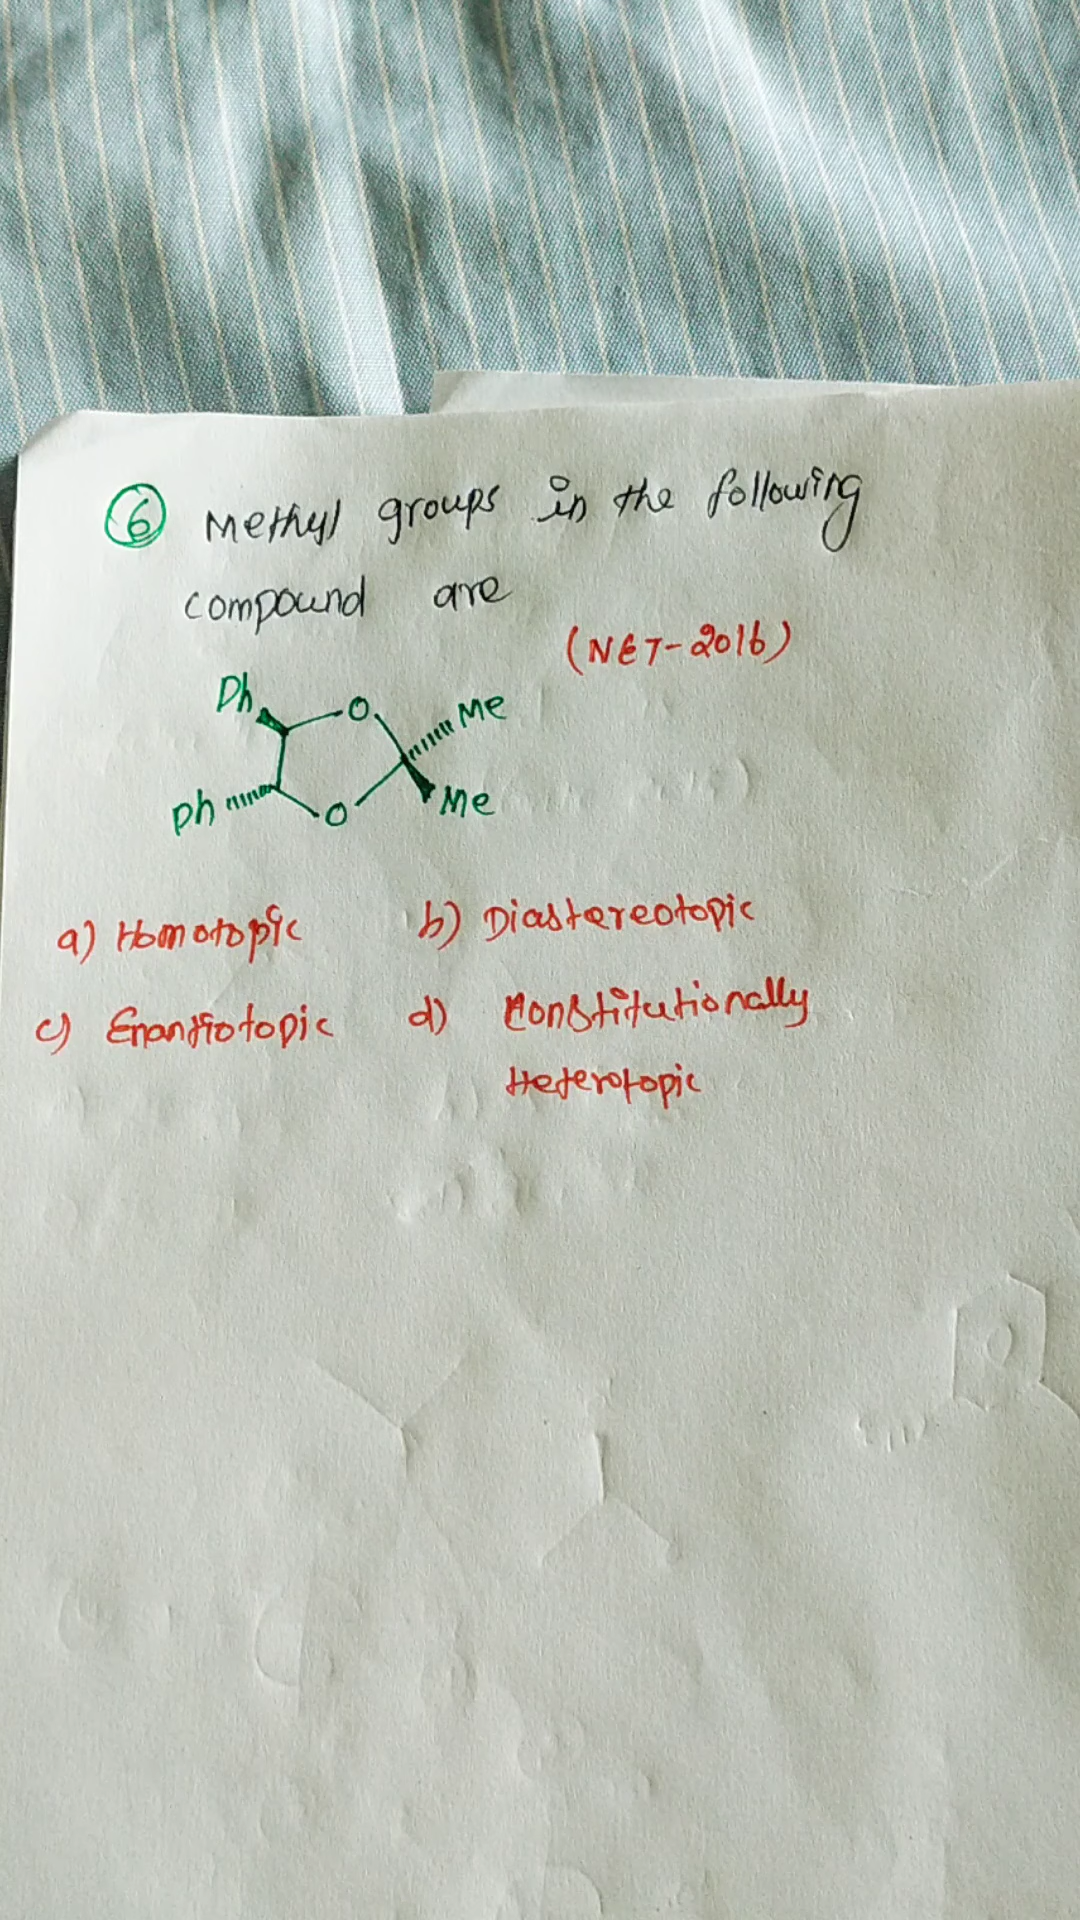 6 Methyl groups in the following
compound are
(NET-2016)
Ph
O
Me
Ph
O
Me
a) Homotopic b) Diastereotopic
c) Enantiotopic d) Constitutionally
Heterotopic